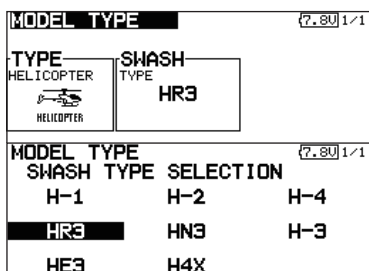 MODEL TYPE 7.8V 1/1
TYPE SWASH
HELICOPTER TYPE
HR3
HELICOPTER
MODEL TYPE 7.8V 1/1
SWASH TYPE SELECTION
H-1 H-2 H-4
HR3 HN3 H-3
HE3 H4X